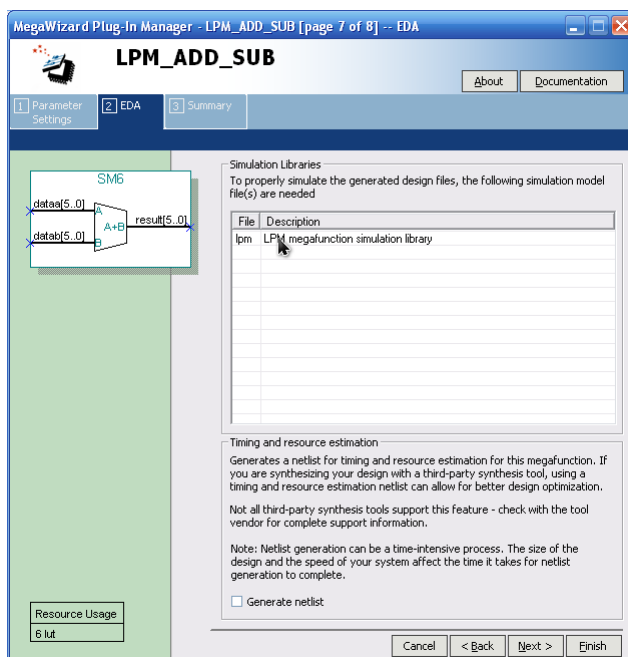 MegaWizard Plug-In Manager - LPM_ADD_SUB [page 7 of 8] -- EDA
LPM_ADD_SUB
About
Documentation
1 Parameter Settings
2 EDA
3 Summary
SM6
dataa[5..0]
A
A+B
result[5..0]
datab[5..0]
B
Simulation Libraries
To properly simulate the generated design files, the following simulation model
file(s) are needed
File Description
lpm LPM megafunction simulation library
Timing and resource estimation
Generates a netlist for timing and resource estimation for this megafunction. If
you are synthesizing your design with a third-party synthesis tool, using a
timing and resource estimation netlist can allow for better design optimization.
Not all third-party synthesis tools support this feature - check with the tool
vendor for complete support information.
Note: Netlist generation can be a time-intensive process. The size of the
design and the speed of your system affect the time it takes for netlist
generation to complete.
Generate netlist
Resource Usage
6 lut
Cancel
< Back
Next >
Finish